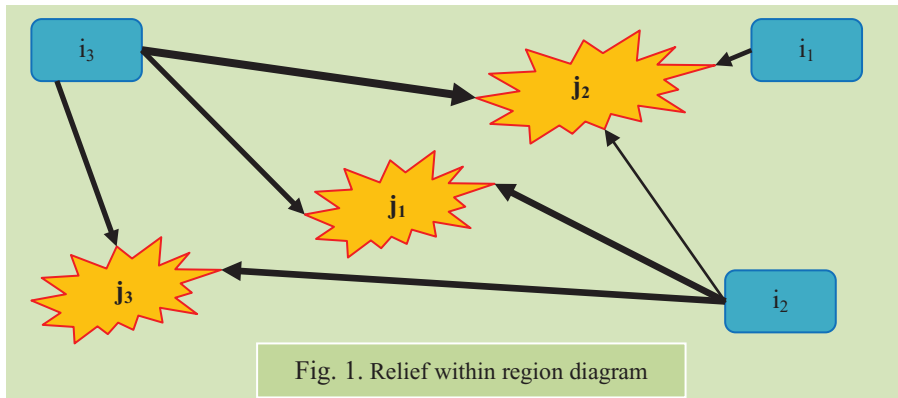 i₃
i₁
j₂
j₁
j₃
i₂
Fig. 1. Relief within region diagram